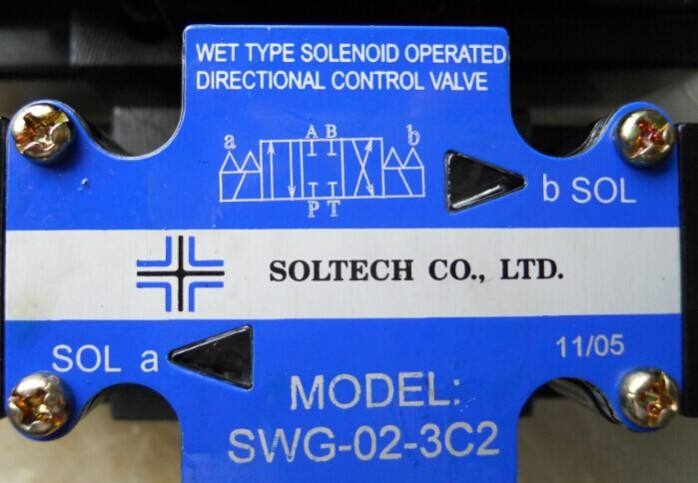 WET TYPE SOLENOID OPERATED
DIRECTIONAL CONTROL VALVE
a A B b
P T
b SOL
SOLTECH CO., LTD.
SOL a
11/05
MODEL:
SWG-02-3C2